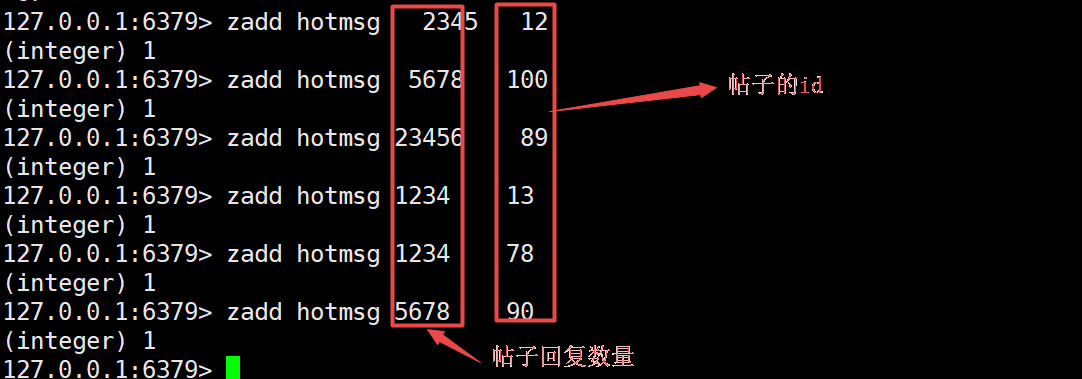 127.0.0.1:6379> zadd hotmsg 2345 12
(integer) 1
127.0.0.1:6379> zadd hotmsg 5678 100
帖子的id
(integer) 1
127.0.0.1:6379> zadd hotmsg 23456 89
(integer) 1
127.0.0.1:6379> zadd hotmsg 1234 13
(integer) 1
127.0.0.1:6379> zadd hotmsg 1234 78
(integer) 1
127.0.0.1:6379> zadd hotmsg 5678 90
(integer) 1
帖子回复数量
127.0.0.1:6379>